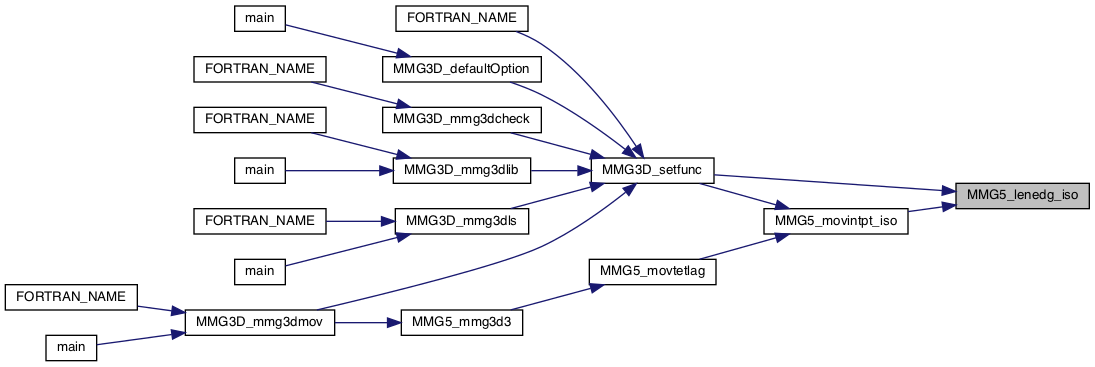 main
FORTRAN_NAME
FORTRAN_NAME
MMG3D_defaultOption
FORTRAN_NAME
MMG3D_mmg3dcheck
main
MMG3D_mmg3dlib
MMG3D_setfunc
MMG5_lenedg_iso
FORTRAN_NAME
MMG3D_mmg3dls
MMG5_movintpt_iso
main
MMG5_movtetlag
FORTRAN_NAME
MMG3D_mmg3dmov
MMG5_mmg3d3
main